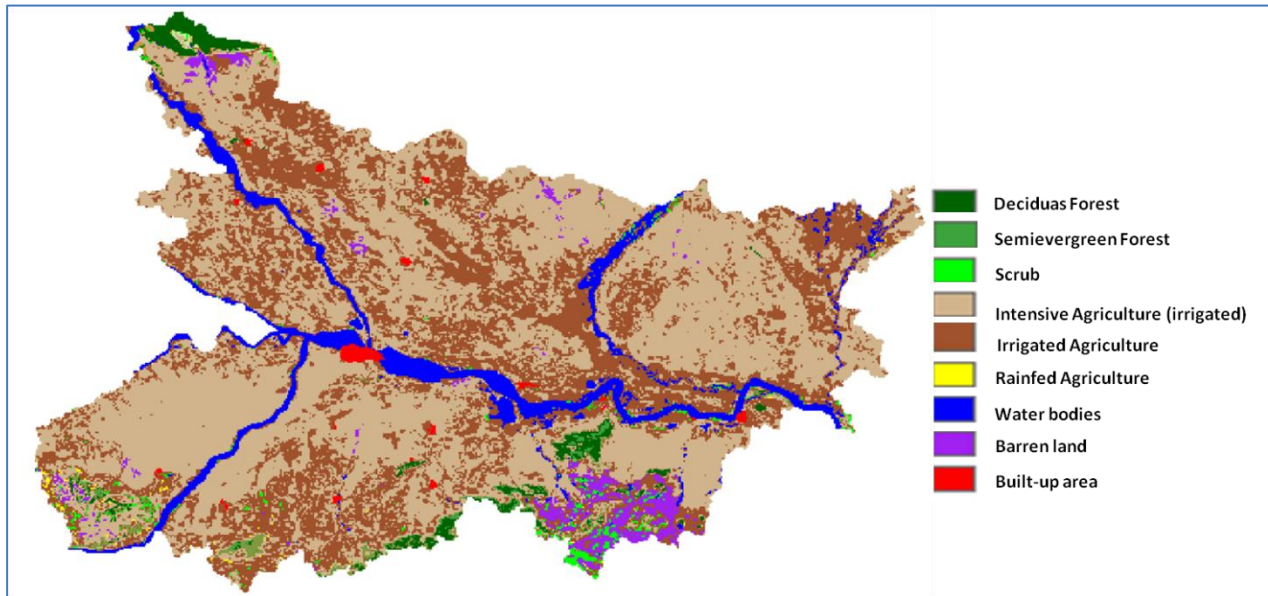 Deciduas Forest
Semievergreen Forest
Scrub
Intensive Agriculture (irrigated)
Irrigated Agriculture
Rainfed Agriculture
Water bodies
Barren land
Built-up area